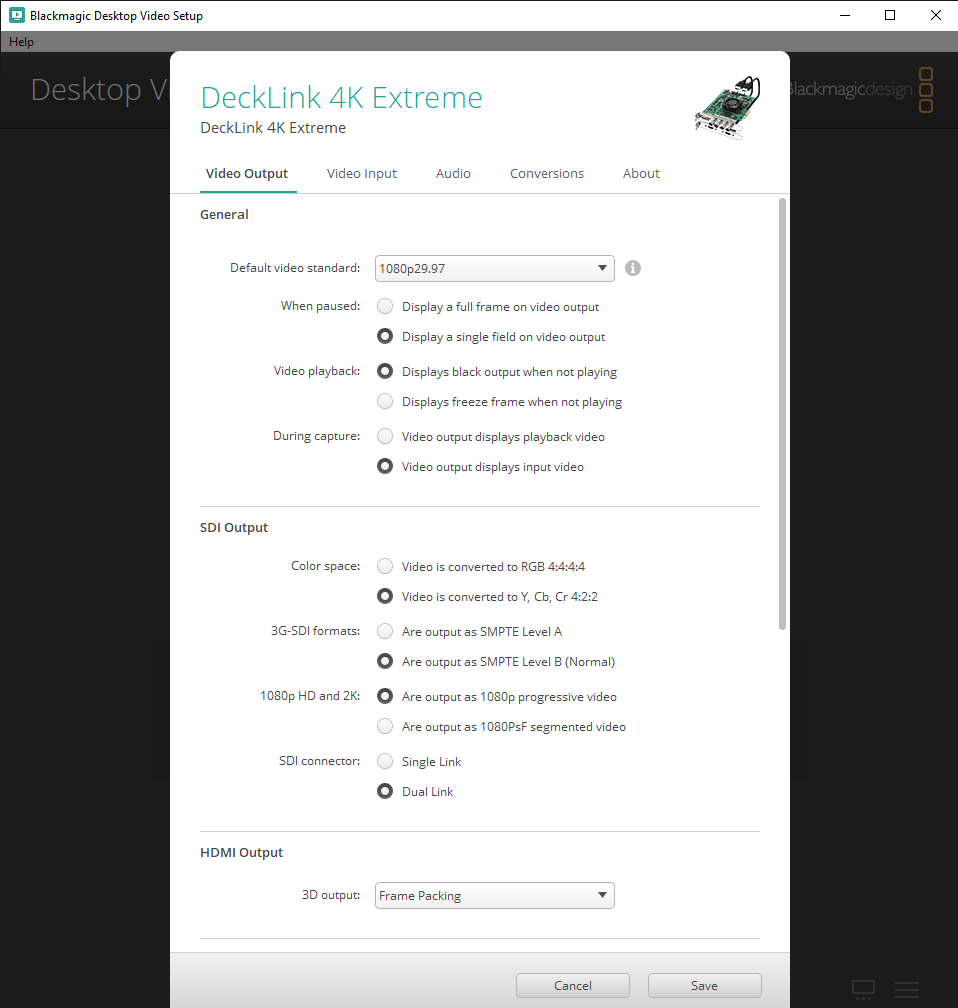 Blackmagic Desktop Video Setup
Help
Desktop Vi
Blackmagicdesign
DeckLink 4K Extreme
DeckLink 4K Extreme
Video Output Video Input Audio Conversions About
General
Default video standard: 1080p29.97
When paused: Display a full frame on video output
Display a single field on video output
Video playback: Displays black output when not playing
Displays freeze frame when not playing
During capture: Video output displays playback video
Video output displays input video
SDI Output
Color space: Video is converted to RGB 4:4:4:4
Video is converted to Y, Cb, Cr 4:2:2
3G-SDI formats: Are output as SMPTE Level A
Are output as SMPTE Level B (Normal)
1080p HD and 2K: Are output as 1080p progressive video
Are output as 1080PsF segmented video
SDI connector: Single Link
Dual Link
HDMI Output
3D output: Frame Packing
Cancel Save